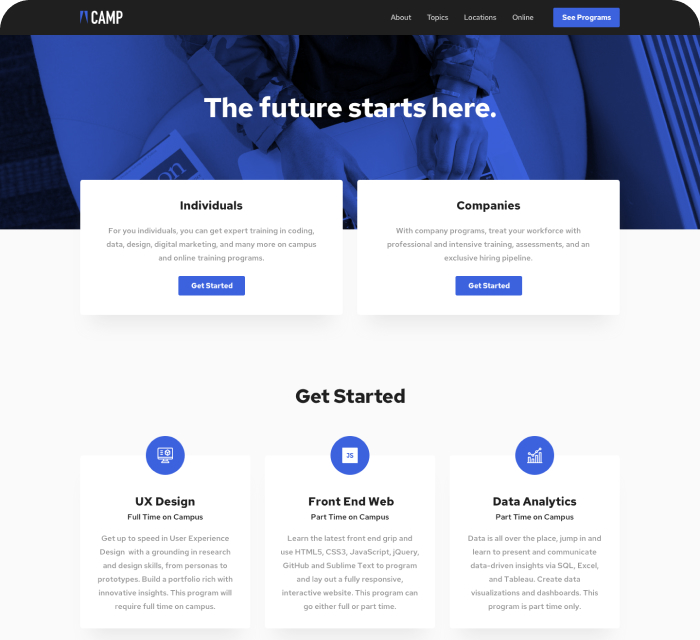 CAMP
About Topics Locations Online See Programs
The future starts here.
on
Individuals
For you individuals, you can get expert training in coding,
data, design, digital marketing, and many more on campus
and online training programs.
Get Started
Companies
With company programs, treat your workforce with
professional and intensive training, assessments, and an
exclusive hiring pipeline.
Get Started
Get Started
UX Design
Full Time on Campus
Get up to speed in User Experience
Design with a grounding in research
and design skills, from personas to
prototypes. Build a portfolio rich with
innovative insights. This program will
require full time on campus.
JS
Front End Web
Part Time on Campus
Learn the latest front end grip and
use HTML5, CSS3, JavaScript, jQuery,
GitHub and Sublime Text to program
and lay out a fully responsive,
interactive website. This program can
go either full or part time.
Data Analytics
Part Time on Campus
Data is all over the place, jump in and
learn to present and communicate
data-driven insights via SQL, Excel,
and Tableau. Create data
visualizations and dashboards. This
program is part time only.